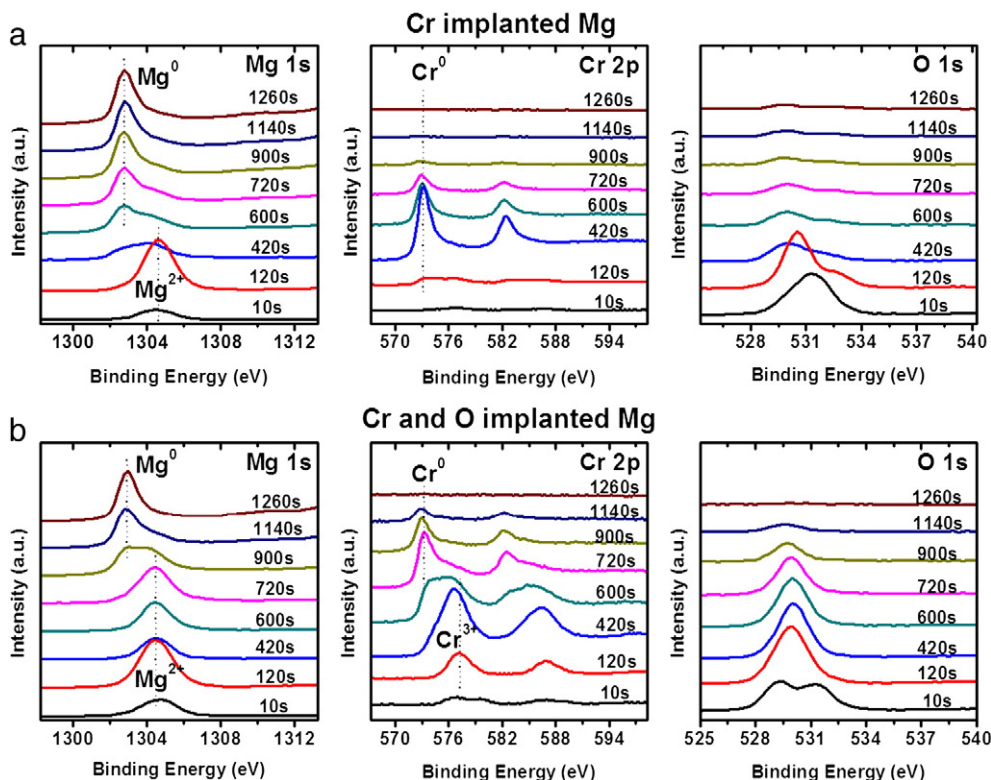 a
Cr implanted Mg
Mg 1s
Mg⁰
1260s
1140s
900s
720s
600s
420s
120s
Mg²⁺
10s
1300 1304 1308 1312
Binding Energy (eV)
Intensity (a.u.)
Cr 2p
Cr⁰
1260s
1140s
900s
720s
600s
420s
120s
10s
570 576 582 588 594
Binding Energy (eV)
Intensity (a.u.)
O 1s
1260s
1140s
900s
720s
600s
420s
120s
10s
528 531 534 537 540
Binding Energy (eV)
Intensity (a.u.)
b
Cr and O implanted Mg
Mg 1s
Mg⁰
1260s
1140s
900s
720s
600s
420s
Mg²⁺
120s
10s
1300 1304 1308 1312
Binding Energy (eV)
Intensity (a.u.)
Cr 2p
Cr⁰
1260s
1140s
900s
720s
600s
420s
Cr³⁺
120s
10s
570 576 582 588 594
Binding Energy (eV)
Intensity (a.u.)
O 1s
1260s
1140s
900s
720s
600s
420s
120s
10s
525 528 531 534 537 540
Binding Energy (eV)
Intensity (a.u.)